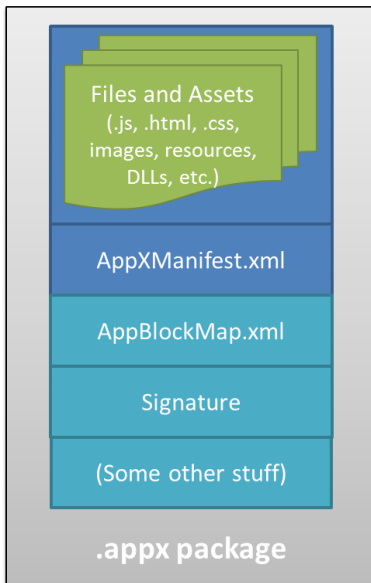 Files and Assets
(.js, .html, .css,
images, resources,
DLLs, etc.)
AppXManifest.xml
AppBlockMap.xml
Signature
(Some other stuff)
.appx package